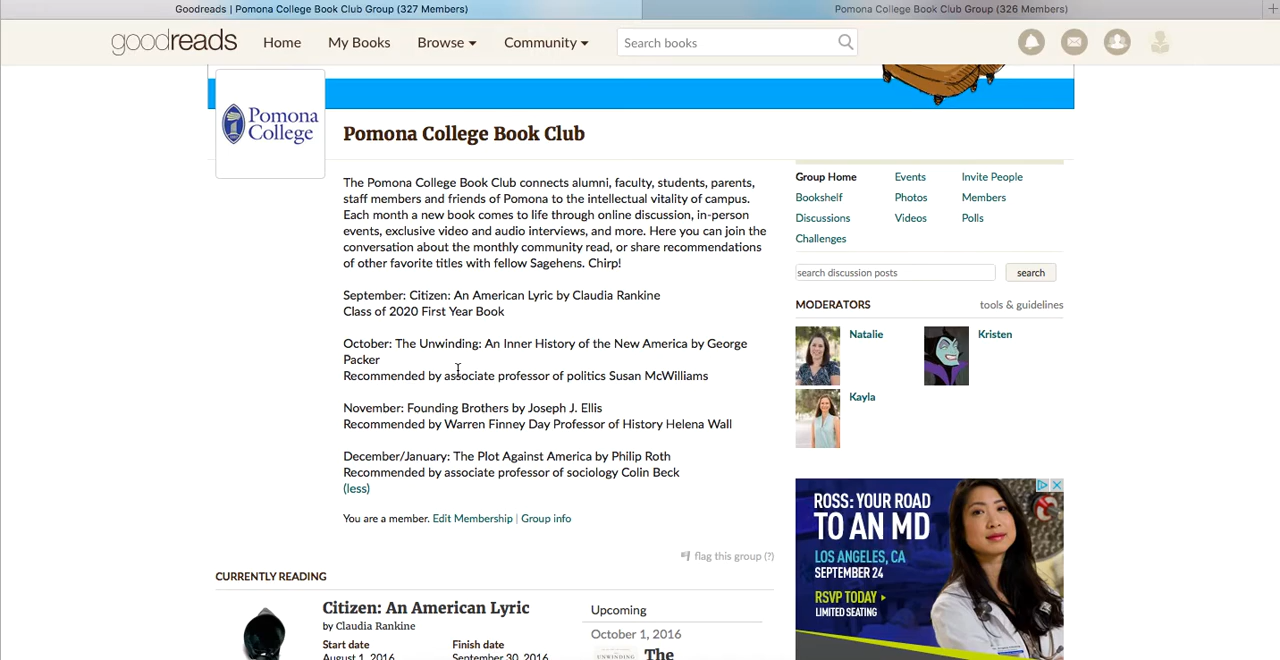 Goodreads | Pomona College Book Club Group (327 Members)
Pomona College Book Club Group (326 Members)
goodreads
Home
My Books
Browse
Community
Search books
Pomona
College
Pomona College Book Club
The Pomona College Book Club connects alumni, faculty, students, parents,
staff members and friends of Pomona to the intellectual vitality of campus.
Each month a new book comes to life through online discussion, in-person
events, exclusive video and audio interviews, and more. Here you can join the
conversation about the monthly community read, or share recommendations
of other favorite titles with fellow Sagehens. Chirp!
September: Citizen: An American Lyric by Claudia Rankine
Class of 2020 First Year Book
October: The Unwinding: An Inner History of the New America by George
Packer
Recommended by associate professor of politics Susan McWilliams
November: Founding Brothers by Joseph J. Ellis
Recommended by Warren Finney Day Professor of History Helena Wall
December/January: The Plot Against America by Philip Roth
Recommended by associate professor of sociology Colin Beck
(less)
You are a member. Edit Membership | Group info
flag this group (?)
CURRENTLY READING
Citizen: An American Lyric
by Claudia Rankine
Start date
Finish date
August 1, 2016
September 30, 2016
Upcoming
October 1, 2016
UNWINDING
The
Group Home
Events
Invite People
Bookshelf
Photos
Members
Discussions
Videos
Polls
Challenges
search discussion posts
search
MODERATORS
tools & guidelines
Natalie
Kristen
Kayla
ROSS: YOUR ROAD
TO AN MD
LOS ANGELES, CA
SEPTEMBER 24
RSVP TODAY
LIMITED SEATING